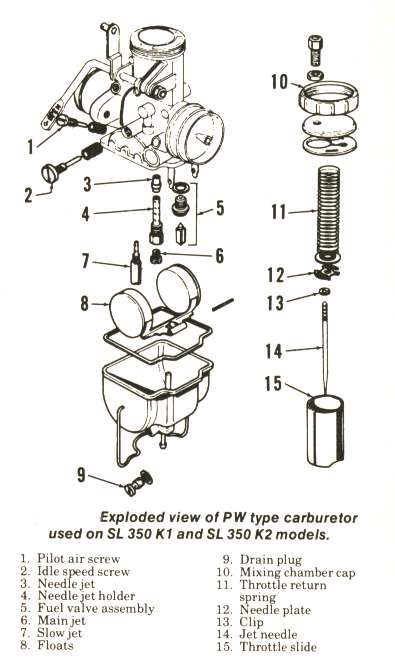 1
2
3
4
5
6
7
8
9
10
11
12
13
14
15
Exploded view of PW type carburetor
used on SL 350 K1 and SL 350 K2 models.
1. Pilot air screw
2. Idle speed screw
3. Needle jet
4. Needle jet holder
5. Fuel valve assembly
6. Main jet
7. Slow jet
8. Floats
9. Drain plug
10. Mixing chamber cap
11. Throttle return
spring
12. Needle plate
13. Clip
14. Jet needle
15. Throttle slide